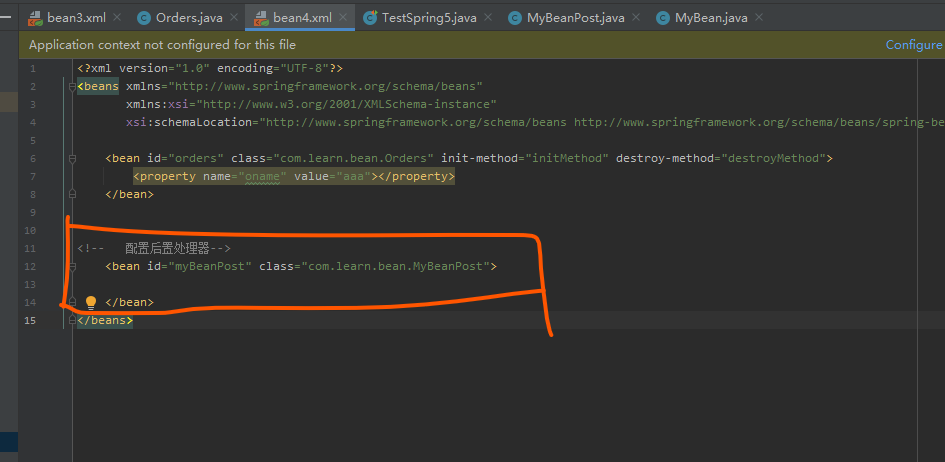 bean3.xml Orders.java bean4.xml TestSpring5.java MyBeanPost.java MyBean.java
Application context not configured for this file Configure
1 <?xml version="1.0" encoding="UTF-8"?>
2 <beans xmlns="http://www.springframework.org/schema/beans"
3 xmlns:xsi="http://www.w3.org/2001/XMLSchema-instance"
4 xsi:schemaLocation="http://www.springframework.org/schema/beans http://www.springframework.org/schema/beans/spring-be
5
6 <bean id="orders" class="com.learn.bean.Orders" init-method="initMethod" destroy-method="destroyMethod">
7 <property name="oname" value="aaa"></property>
8 </bean>
9
10
11 <!-- 配置后置处理器-->
12 <bean id="myBeanPost" class="com.learn.bean.MyBeanPost">
13
14 </bean>
15 </beans>